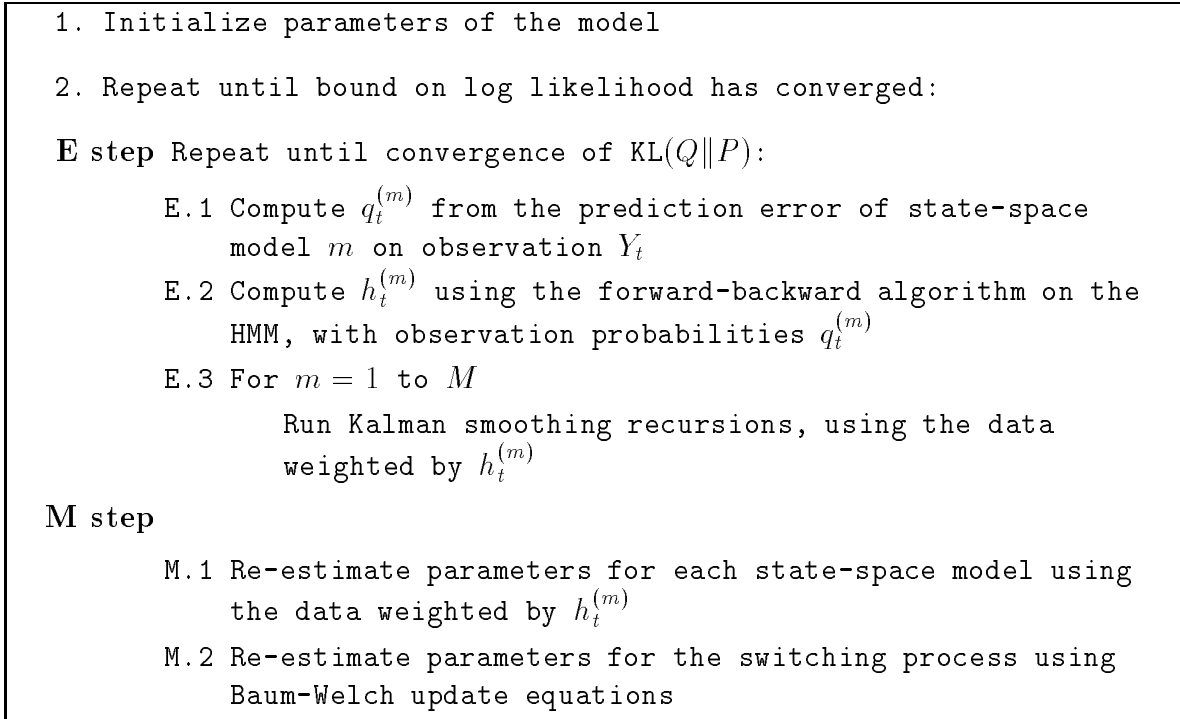 1. Initialize parameters of the model
2. Repeat until bound on log likelihood has converged:
E step Repeat until convergence of KL(Q‖P):
E.1 Compute q_t^{(m)} from the prediction error of state-space
model m on observation Y_t
E.2 Compute h_t^{(m)} using the forward-backward algorithm on the
HMM, with observation probabilities q_t^{(m)}
E.3 For m = 1 to M
Run Kalman smoothing recursions, using the data
weighted by h_t^{(m)}
M step
M.1 Re-estimate parameters for each state-space model using
the data weighted by h_t^{(m)}
M.2 Re-estimate parameters for the switching process using
Baum-Welch update equations